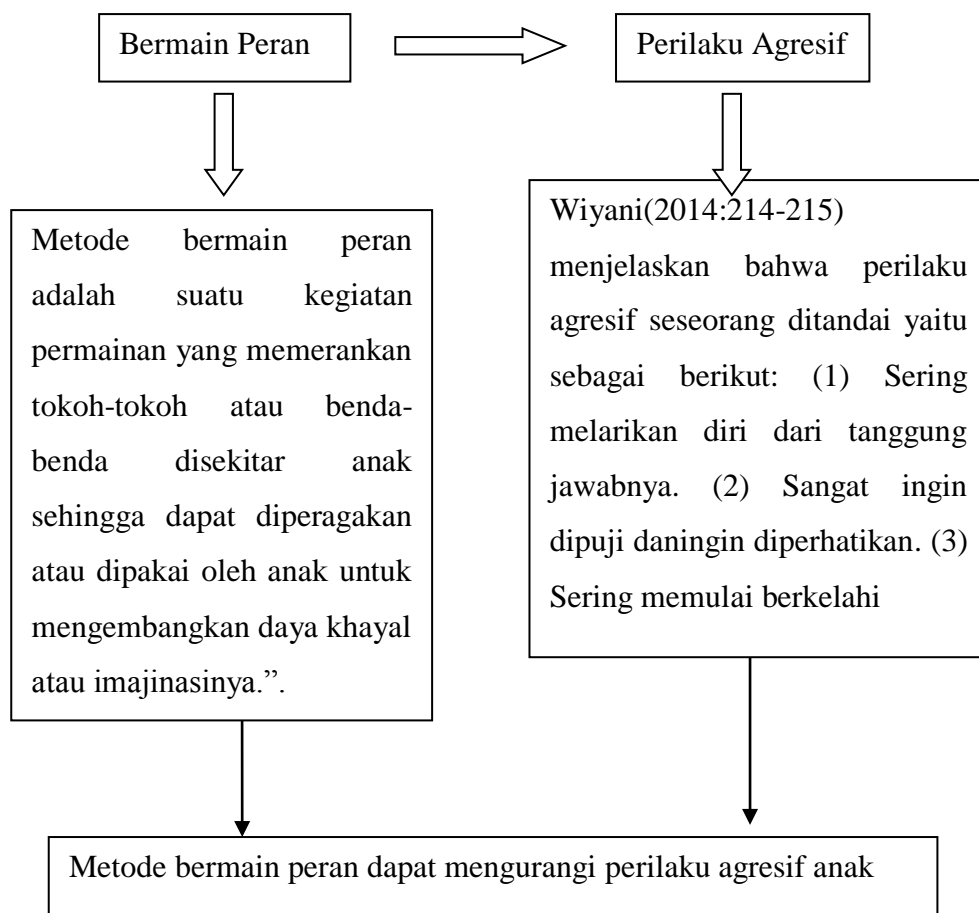 Bermain Peran
Perilaku Agresif
Metode bermain peran
adalah suatu kegiatan
permainan yang memerankan
tokoh-tokoh atau benda-
benda disekitar anak
sehingga dapat diperagakan
atau dipakai oleh anak untuk
mengembangkan daya khayal
atau imajinasinya.”.
Wiyani(2014:214-215)
menjelaskan bahwa perilaku
agresif seseorang ditandai yaitu
sebagai berikut: (1) Sering
melarikan diri dari tanggung
jawabnya. (2) Sangat ingin
dipuji daningin diperhatikan. (3)
Sering memulai berkelahi
Metode bermain peran dapat mengurangi perilaku agresif anak